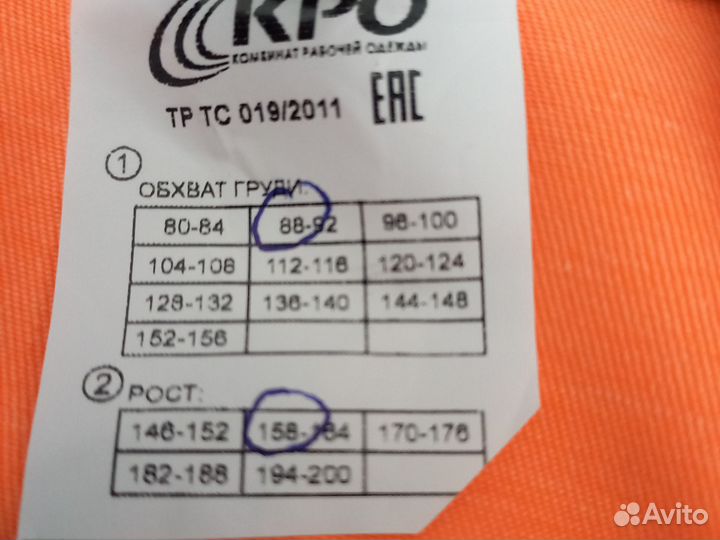 КРО
КОМБИНАТ РАБОЧЕЙ ОДЕЖДЫ
ТР ТС 019/2011 ЕАС
1
ОБХВАТ ГРУДИ:
80-84 88-92 96-100
104-108 112-116 120-124
128-132 136-140 144-148
152-156
2 РОСТ:
146-152 158-164 170-176
182-188 194-200
Avito